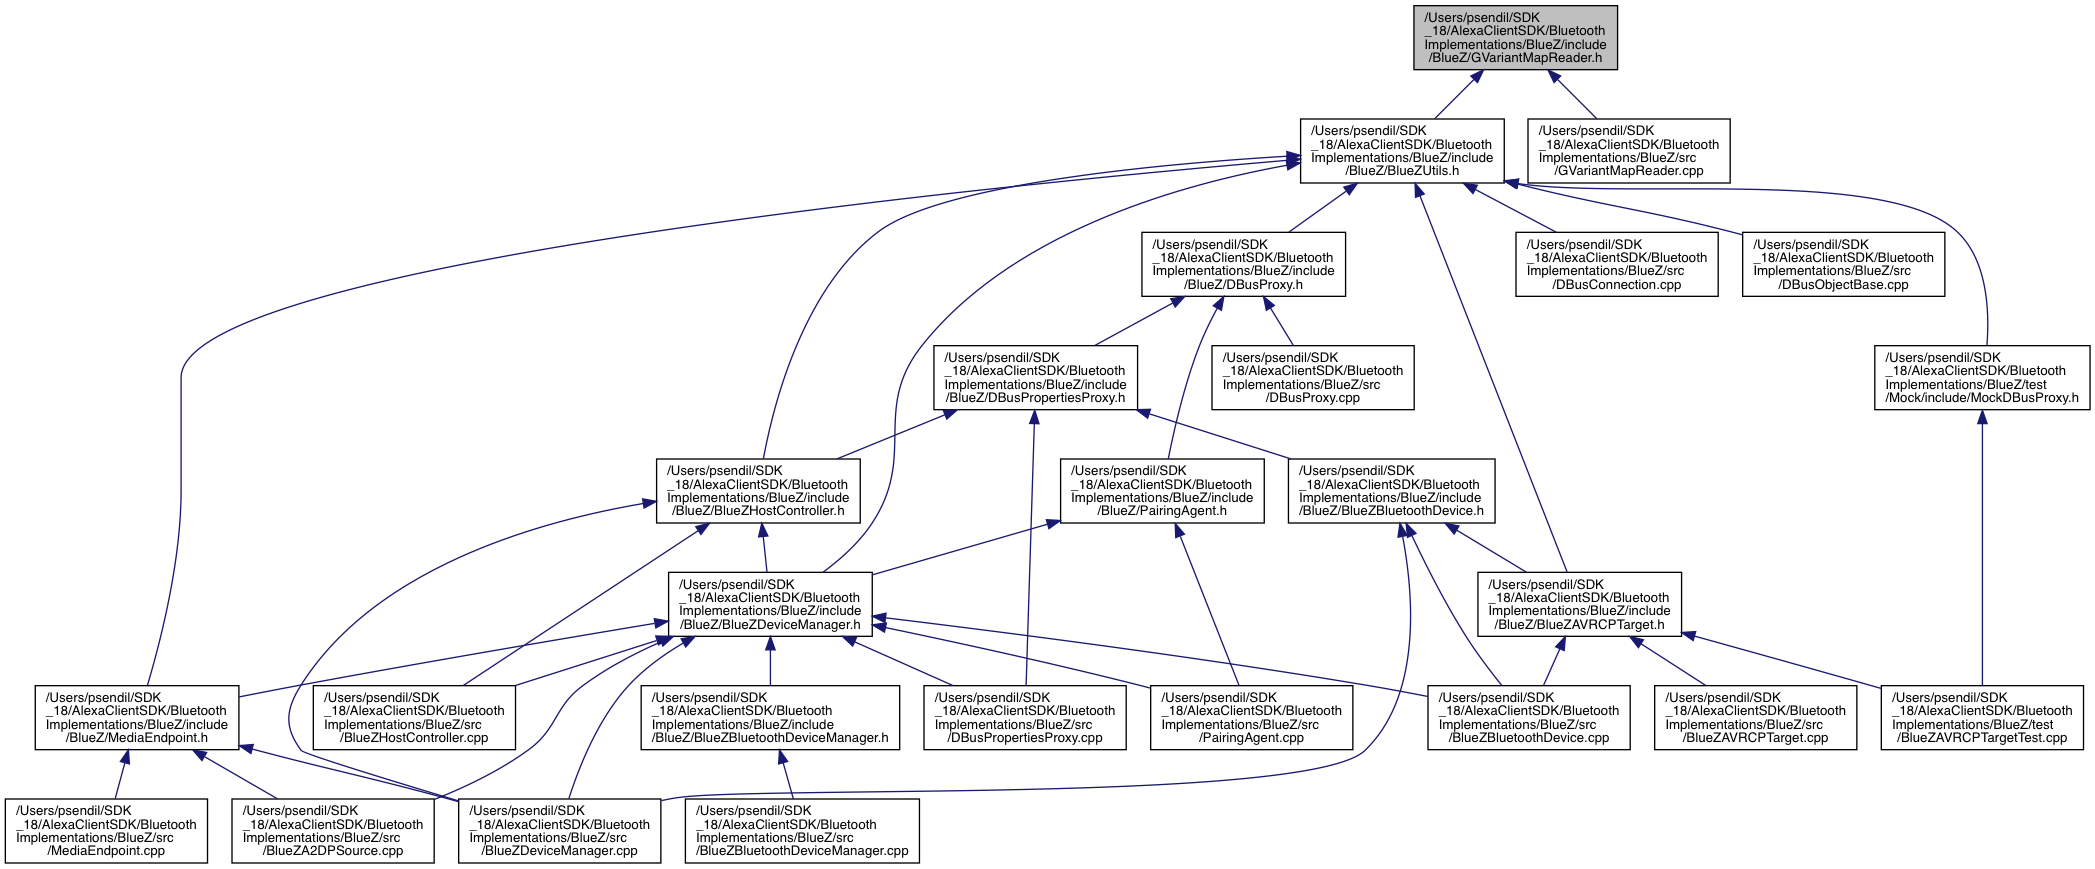 /Users/psendil/SDK
_18/AlexaClientSDK/Bluetooth
Implementations/BlueZ/include
/BlueZ/GVariantMapReader.h
/Users/psendil/SDK
_18/AlexaClientSDK/Bluetooth
Implementations/BlueZ/include
/BlueZ/BlueZUtils.h
/Users/psendil/SDK
_18/AlexaClientSDK/Bluetooth
Implementations/BlueZ/src
/GVariantMapReader.cpp
/Users/psendil/SDK
_18/AlexaClientSDK/Bluetooth
Implementations/BlueZ/include
/BlueZ/DBusProxy.h
/Users/psendil/SDK
_18/AlexaClientSDK/Bluetooth
Implementations/BlueZ/src
/DBusConnection.cpp
/Users/psendil/SDK
_18/AlexaClientSDK/Bluetooth
Implementations/BlueZ/src
/DBusObjectBase.cpp
/Users/psendil/SDK
_18/AlexaClientSDK/Bluetooth
Implementations/BlueZ/include
/BlueZ/DBusPropertiesProxy.h
/Users/psendil/SDK
_18/AlexaClientSDK/Bluetooth
Implementations/BlueZ/src
/DBusProxy.cpp
/Users/psendil/SDK
_18/AlexaClientSDK/Bluetooth
Implementations/BlueZ/test
/Mock/include/MockDBusProxy.h
/Users/psendil/SDK
_18/AlexaClientSDK/Bluetooth
Implementations/BlueZ/include
/BlueZ/BlueZHostController.h
/Users/psendil/SDK
_18/AlexaClientSDK/Bluetooth
Implementations/BlueZ/include
/BlueZ/PairingAgent.h
/Users/psendil/SDK
_18/AlexaClientSDK/Bluetooth
Implementations/BlueZ/include
/BlueZ/BlueZBluetoothDevice.h
/Users/psendil/SDK
_18/AlexaClientSDK/Bluetooth
Implementations/BlueZ/include
/BlueZ/BlueZDeviceManager.h
/Users/psendil/SDK
_18/AlexaClientSDK/Bluetooth
Implementations/BlueZ/include
/BlueZ/BlueZAVRCPTarget.h
/Users/psendil/SDK
_18/AlexaClientSDK/Bluetooth
Implementations/BlueZ/include
/BlueZ/MediaEndpoint.h
/Users/psendil/SDK
_18/AlexaClientSDK/Bluetooth
Implementations/BlueZ/src
/BlueZHostController.cpp
/Users/psendil/SDK
_18/AlexaClientSDK/Bluetooth
Implementations/BlueZ/include
/BlueZ/BlueZBluetoothDeviceManager.h
/Users/psendil/SDK
_18/AlexaClientSDK/Bluetooth
Implementations/BlueZ/src
/DBusPropertiesProxy.cpp
/Users/psendil/SDK
_18/AlexaClientSDK/Bluetooth
Implementations/BlueZ/src
/PairingAgent.cpp
/Users/psendil/SDK
_18/AlexaClientSDK/Bluetooth
Implementations/BlueZ/src
/BlueZBluetoothDevice.cpp
/Users/psendil/SDK
_18/AlexaClientSDK/Bluetooth
Implementations/BlueZ/src
/BlueZAVRCPTarget.cpp
/Users/psendil/SDK
_18/AlexaClientSDK/Bluetooth
Implementations/BlueZ/test
/BlueZAVRCPTargetTest.cpp
/Users/psendil/SDK
_18/AlexaClientSDK/Bluetooth
Implementations/BlueZ/src
/MediaEndpoint.cpp
/Users/psendil/SDK
_18/AlexaClientSDK/Bluetooth
Implementations/BlueZ/src
/BlueZA2DPSource.cpp
/Users/psendil/SDK
_18/AlexaClientSDK/Bluetooth
Implementations/BlueZ/src
/BlueZDeviceManager.cpp
/Users/psendil/SDK
_18/AlexaClientSDK/Bluetooth
Implementations/BlueZ/src
/BlueZBluetoothDeviceManager.cpp